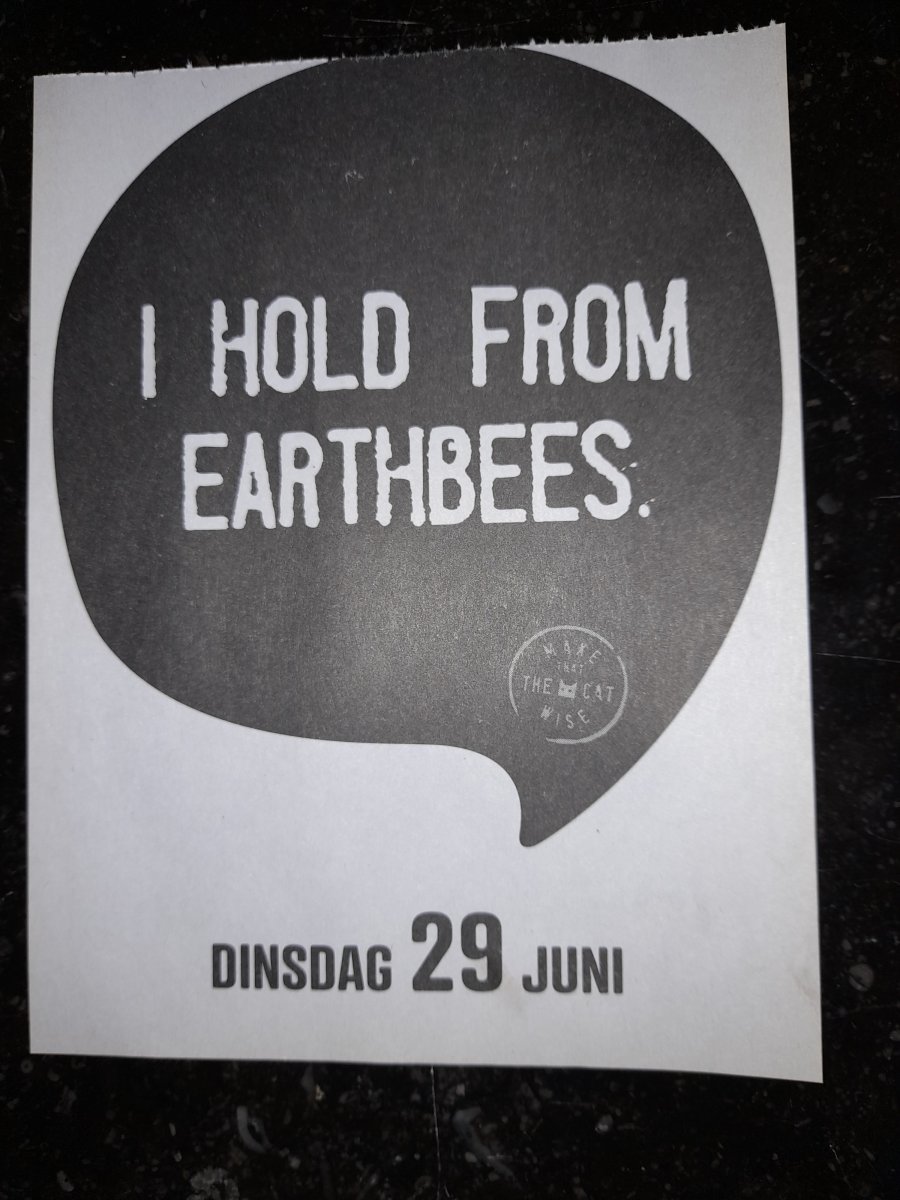 I HOLD FROM
EARTHBEES.
MAKE
THAT
THE CAT
WISE
DINSDAG 29 JUNI